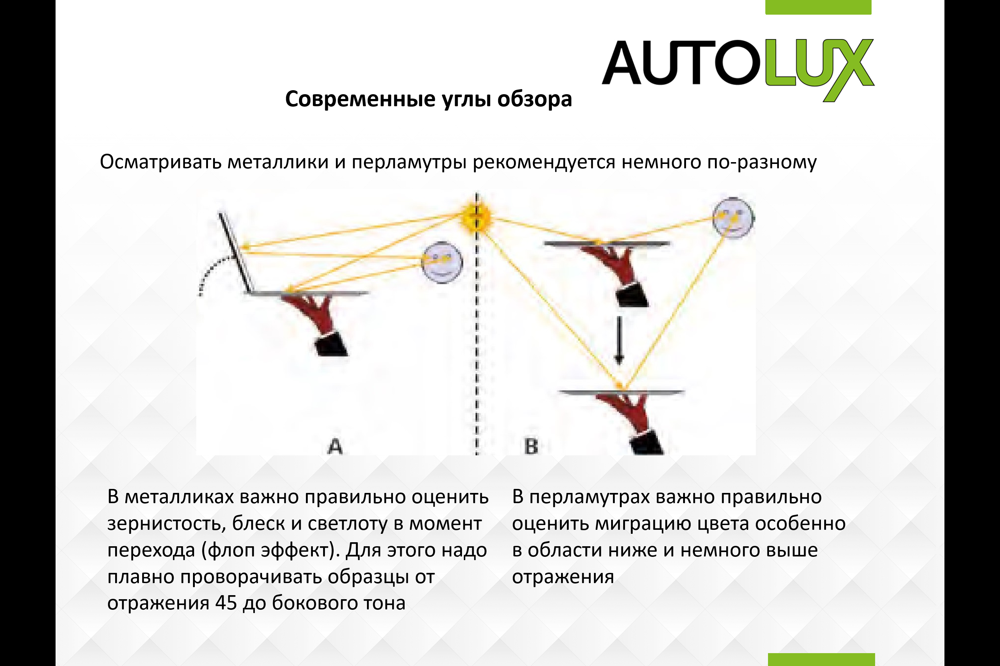 AUTOLUX
Современные углы обзора
Осматривать металлики и перламутры рекомендуется немного по-разному
A
B
В металликах важно правильно оценить
зернистость, блеск и светлоту в момент
перехода (флоп эффект). Для этого надо
плавно проворачивать образцы от
отражения 45 до бокового тона
В перламутрах важно правильно
оценить миграцию цвета особенно
в области ниже и немного выше
отражения